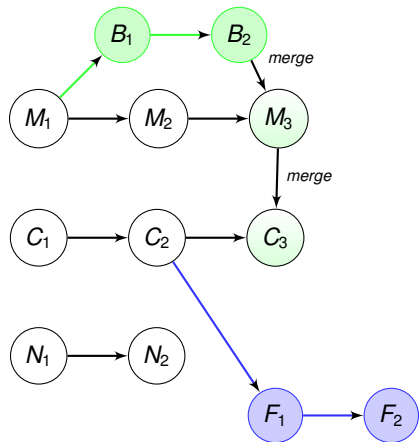 B₁ B₂
merge
M₁ M₂ M₃
merge
C₁ C₂ C₃
N₁ N₂
F₁ F₂